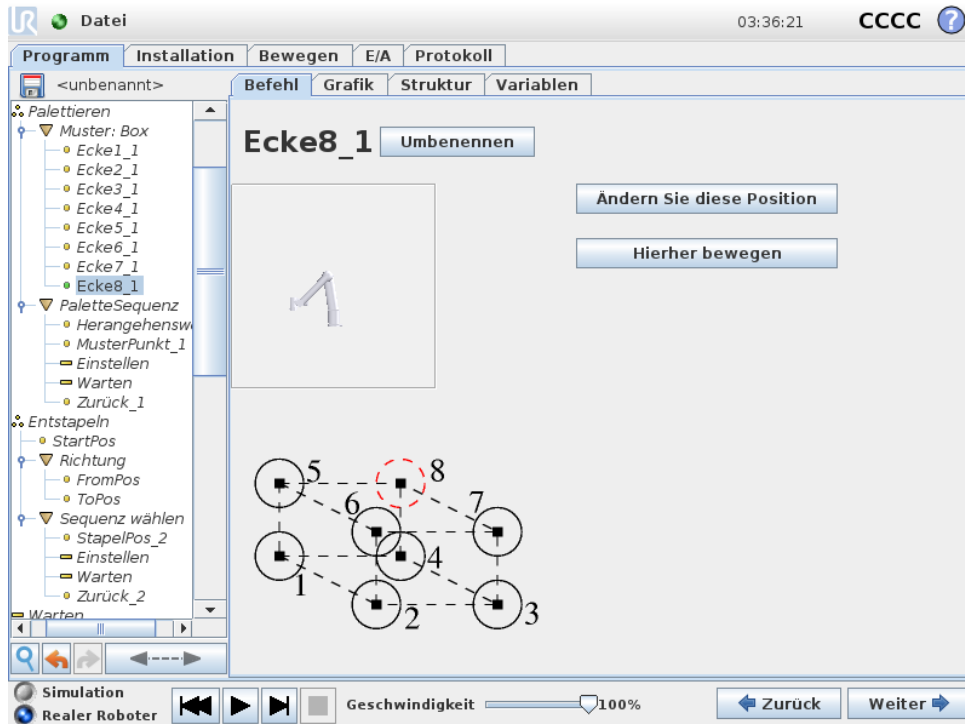 UR Datei 03:36:21 CCCC ?
Programm Installation Bewegen E/A Protokoll
<unbenannt> Befehl Grafik Struktur Variablen
Palettieren
Muster: Box
Ecke1_1
Ecke2_1
Ecke3_1
Ecke4_1
Ecke5_1
Ecke6_1
Ecke7_1
Ecke8_1
PaletteSequenz
Herangehensw
MusterPunkt_1
Einstellen
Warten
Zurück_1
Entstapeln
StartPos
Richtung
FromPos
ToPos
Sequenz wählen
StapelPos_2
Einstellen
Warten
Zurück_2
Warten
Ecke8_1 Umbenennen
Ändern Sie diese Position
Hierher bewegen
5 8
6 7
1 4
2 3
Simulation
Realer Roboter
Geschwindigkeit 100%
Zurück Weiter